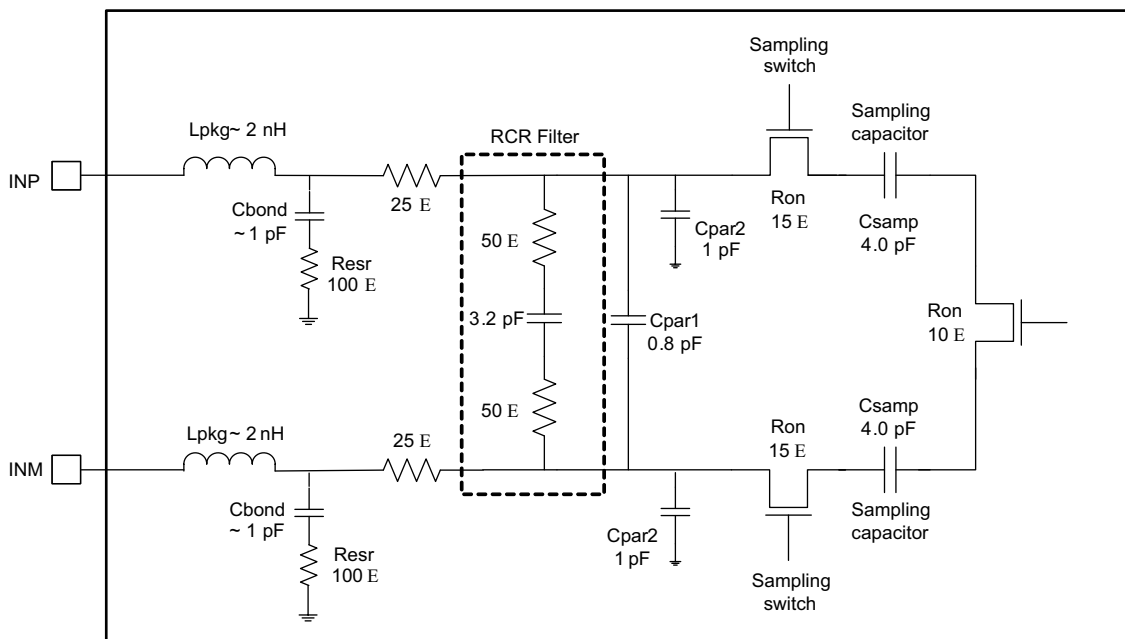 Sampling
switch
Sampling
capacitor
Lpkg~ 2 nH
RCR Filter
INP
Cbond
~ 1 pF
25 E
Ron
15 E
Csamp
4.0 pF
Cpar2
1 pF
50 E
Resr
100 E
3.2 pF
Cpar1
0.8 pF
Ron
10 E
50 E
Csamp
4.0 pF
Lpkg~ 2 nH
25 E
Ron
15 E
INM
Cbond
~ 1 pF
Cpar2
1 pF
Sampling
capacitor
Resr
100 E
Sampling
switch